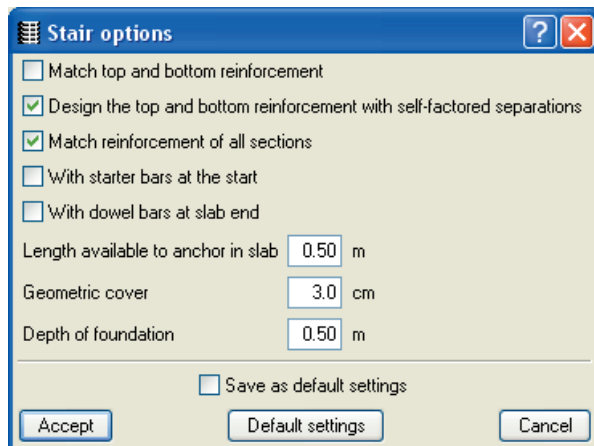 Stair options
Match top and bottom reinforcement
Design the top and bottom reinforcement with self-factored separations
Match reinforcement of all sections
With starter bars at the start
With dowel bars at slab end
Length available to anchor in slab 0.50 m
Geometric cover 3.0 cm
Depth of foundation 0.50 m
Save as default settings
Accept Default settings Cancel